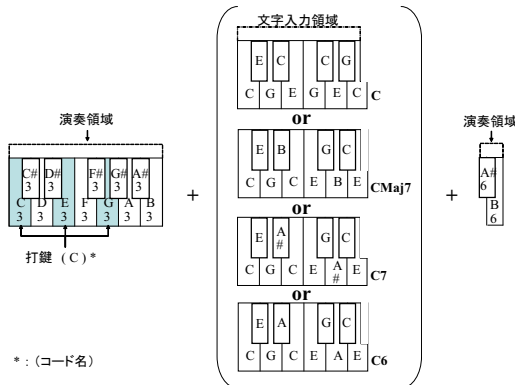 文字入力領域
E C C G
C G E G E C C
or
演奏領域
C# D# F# G# A#
3 3 3 3 3
C D E F G A B
3 3 3 3 3 3 3
打鍵 (C) *
* : (コード名)
+
E B G C
C G C E B E CMaj7
or
E A# G C
C G C E A# E C7
or
E A G C
C G C E A E C6
+
演奏領域
A#
6
B
6